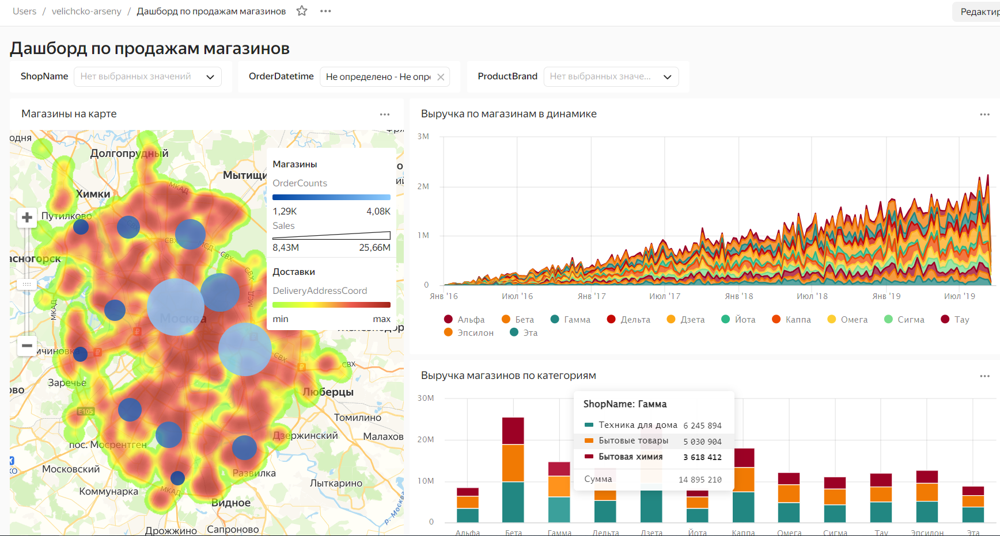 Users / velichcko-arseny / Дашборд по продажам магазинов
Редактир
Дашборд по продажам магазинов
ShopName Нет выбранных значений
OrderDatetime Не определено - Не опре
ProductBrand Нет выбранных значе...
Магазины на карте
одня
Долгопрудный
Мытищи
МКАД
Химки
Путилково
асногорск
СВХ
СВХ
СВХ
МСД
МКАД
Москва
мчиновка
СВХ
СВХ
Заречье
ово
Люберцы
E105
Томилино
Дзержинский
Малахов
пос. Мосрентген
Московский
Развилка
Лыткарино
Коммунарка
МКАД
Видное
р. Москва
Дрожжино
Сапроново
Магазины
OrderCounts
1,29K 4,08K
Sales
8,43M 25,66M
Доставки
DeliveryAddressCoord
min max
Выручка по магазинам в динамике
3M
2M
1M
0
Янв '16 Июл '16 Янв '17 Июл '17 Янв '18 Июл '18 Янв '19 Июл '19
Альфа Бета Гамма Дельта Дзета Йота Каппа Омега Сигма Тау
Эпсилон Эта
Выручка магазинов по категориям
30M
20M
10M
0
ShopName: Гамма
Техника для дома 6 245 894
Бытовые товары 5 030 904
Бытовая химия 3 618 412
Сумма 14 895 210
Альфа Бета Гамма Дельта Дзета Йота Каппа Омега Сигма Тау Эпсилон Эта